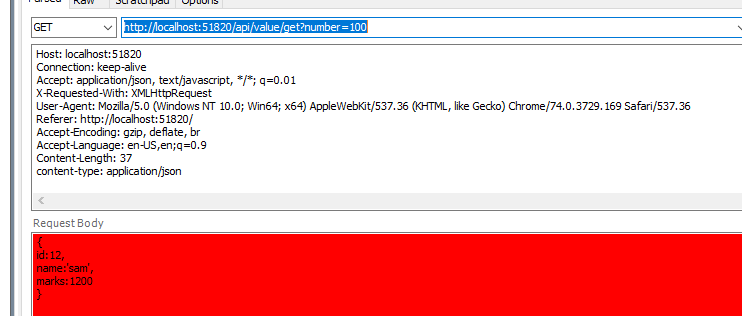 Parsed Raw Scratchpad Options
GET http://localhost:51820/api/value/get?number=100
Host: localhost:51820
Connection: keep-alive
Accept: application/json, text/javascript, */*; q=0.01
X-Requested-With: XMLHttpRequest
User-Agent: Mozilla/5.0 (Windows NT 10.0; Win64; x64) AppleWebKit/537.36 (KHTML, like Gecko) Chrome/74.0.3729.169 Safari/537.36
Referer: http://localhost:51820/
Accept-Encoding: gzip, deflate, br
Accept-Language: en-US,en;q=0.9
Content-Length: 37
content-type: application/json
Request Body
{
id:12,
name:'sam',
marks:1200
}